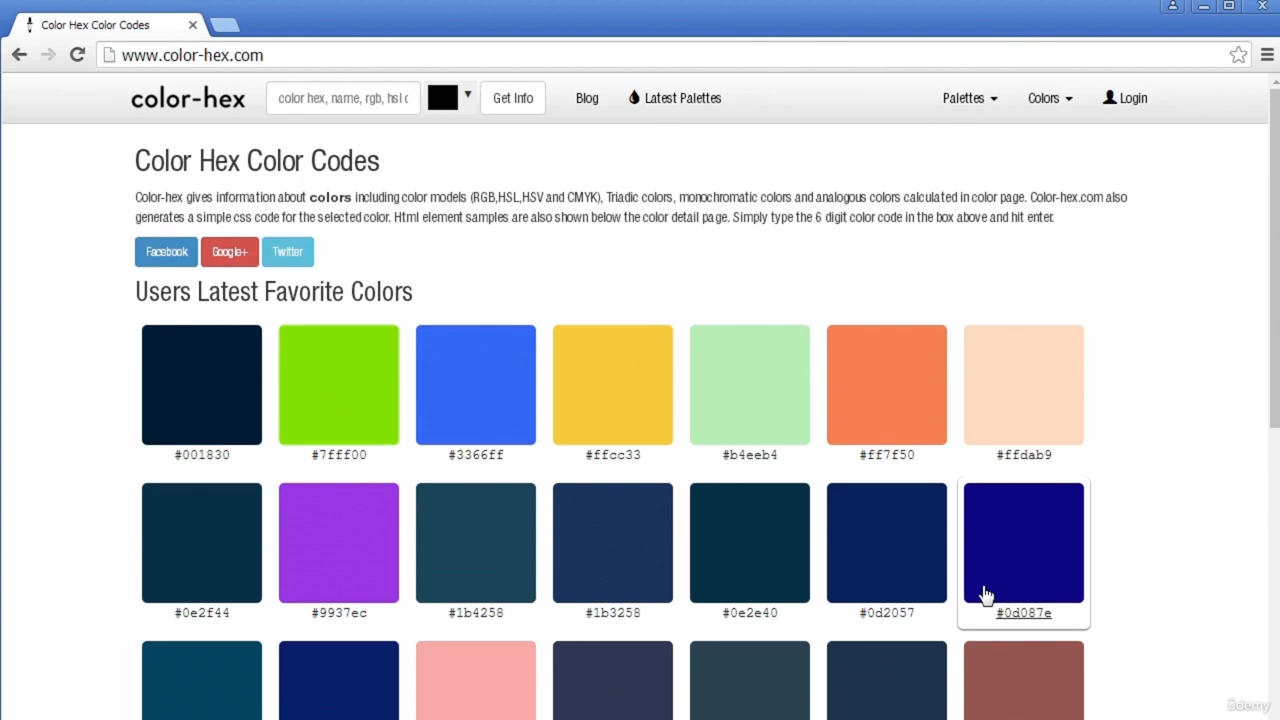 Color Hex Color Codes
www.color-hex.com
color-hex color hex, name, rgb, hsl c Get Info Blog Latest Palettes Palettes Colors Login
Color Hex Color Codes
Color-hex gives information about colors including color models (RGB,HSL,HSV and CMYK), Triadic colors, monochromatic colors and analogous colors calculated in color page. Color-hex.com also
generates a simple css code for the selected color. Html element samples are also shown below the color detail page. Simply type the 6 digit color code in the box above and hit enter.
Facebook Google+ Twitter
Users Latest Favorite Colors
#001830 #7fff00 #3366ff #ffcc33 #b4eeb4 #ff7f50 #ffdab9
#0e2f44 #9937ec #1b4258 #1b3258 #0e2e40 #0d2057 #0d087e
ûdemy